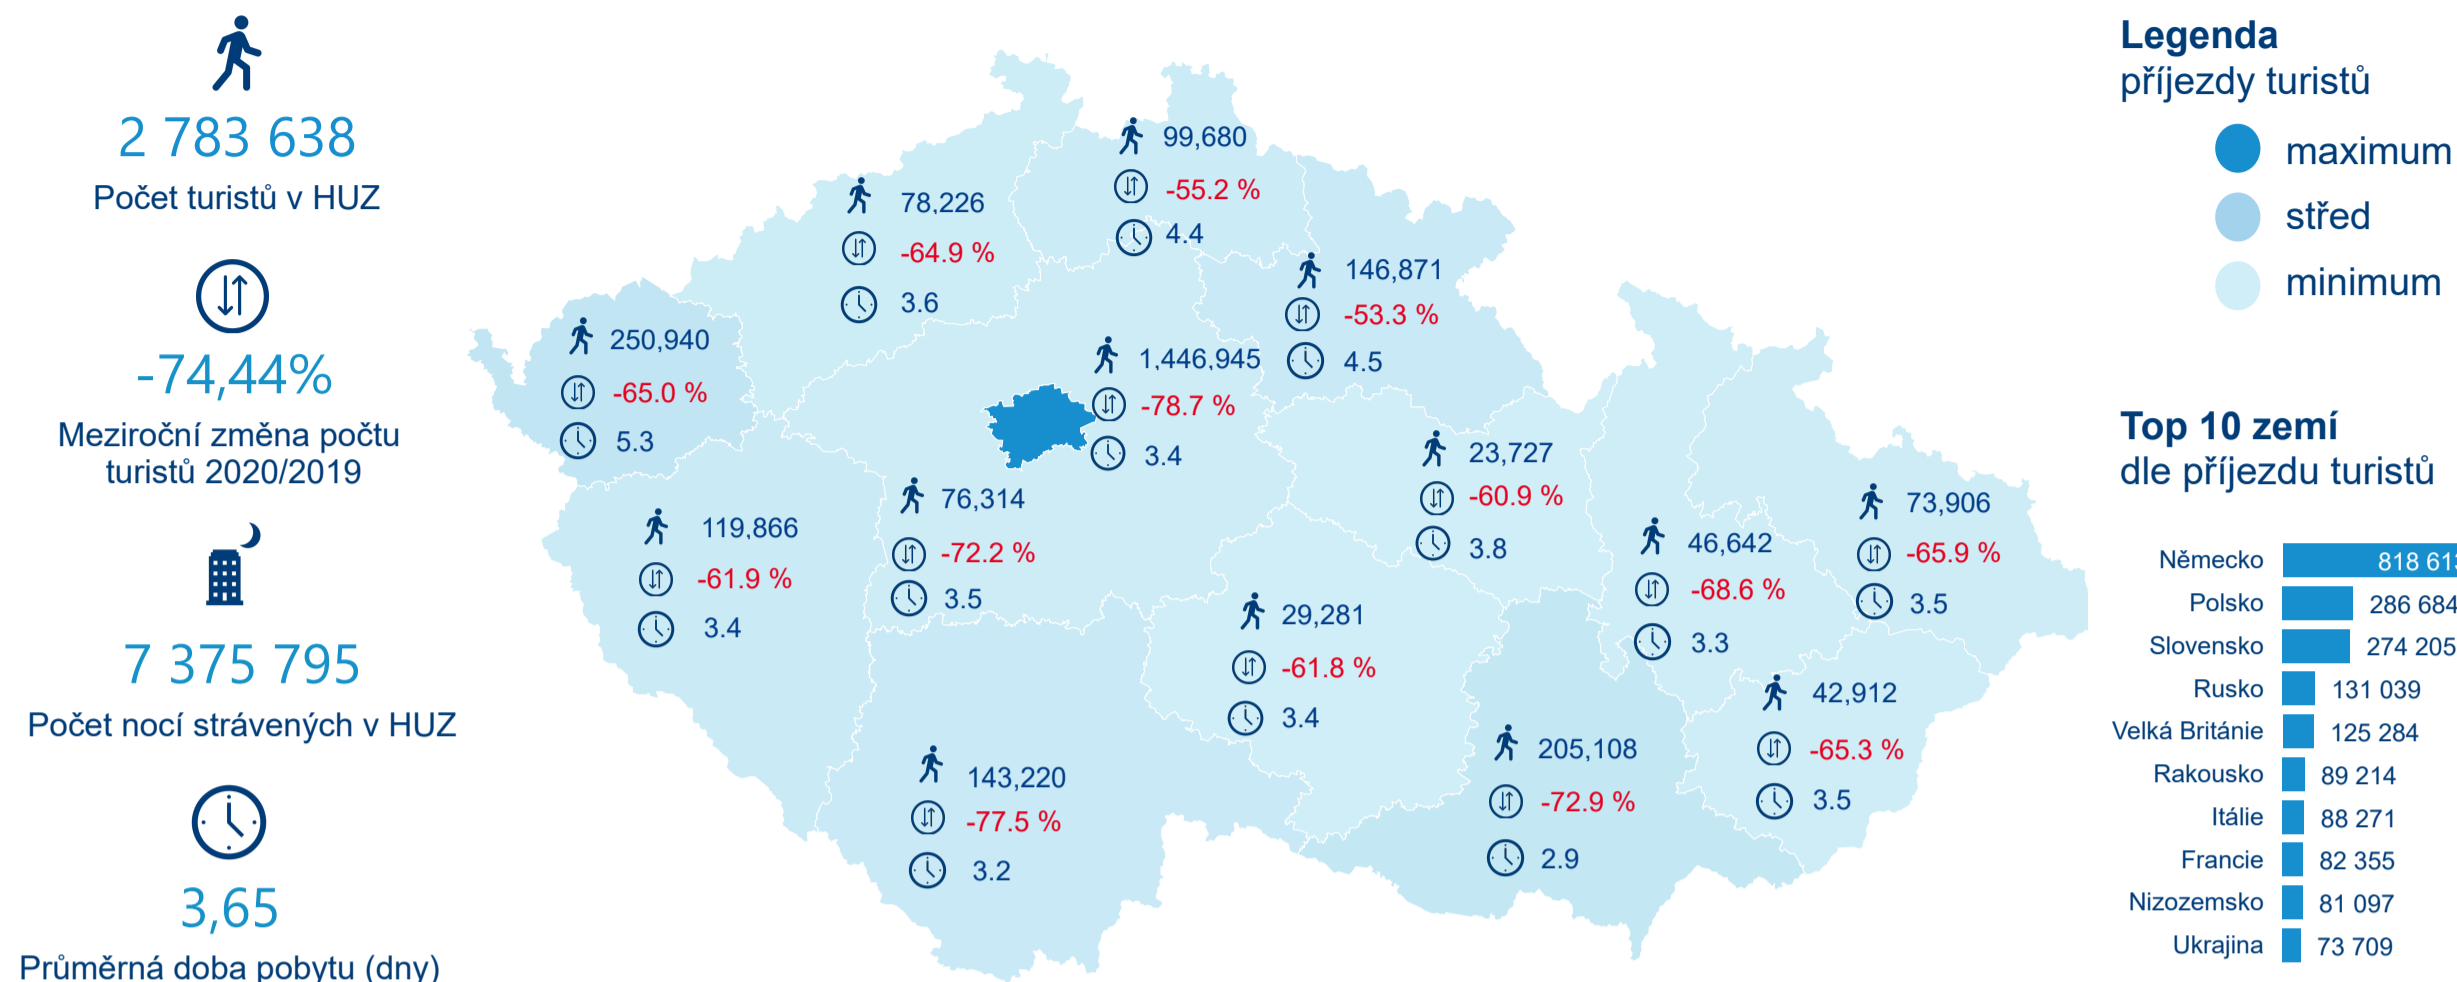 2 783 638
Počet turistů v HUZ
-74,44%
Meziroční změna počtu
turistů 2020/2019
7 375 795
Počet nocí strávených v HUZ
3,65
Průměrná doba pobytu (dny)
99,680
-55.2 %
4.4
78,226
-64.9 %
3.6
146,871
-53.3 %
4.5
250,940
-65.0 %
5.3
1,446,945
-78.7 %
3.4
23,727
-60.9 %
3.8
76,314
-72.2 %
3.5
119,866
-61.9 %
3.4
46,642
-68.6 %
3.3
73,906
-65.9 %
3.5
29,281
-61.8 %
3.4
42,912
-65.3 %
3.5
143,220
-77.5 %
3.2
205,108
-72.9 %
2.9
Legenda
příjezdy turistů
maximum
střed
minimum
Top 10 zemí
dle příjezdu turistů
Německo 818 613
Polsko 286 684
Slovensko 274 205
Rusko 131 039
Velká Británie 125 284
Rakousko 89 214
Itálie 88 271
Francie 82 355
Nizozemsko 81 097
Ukrajina 73 709